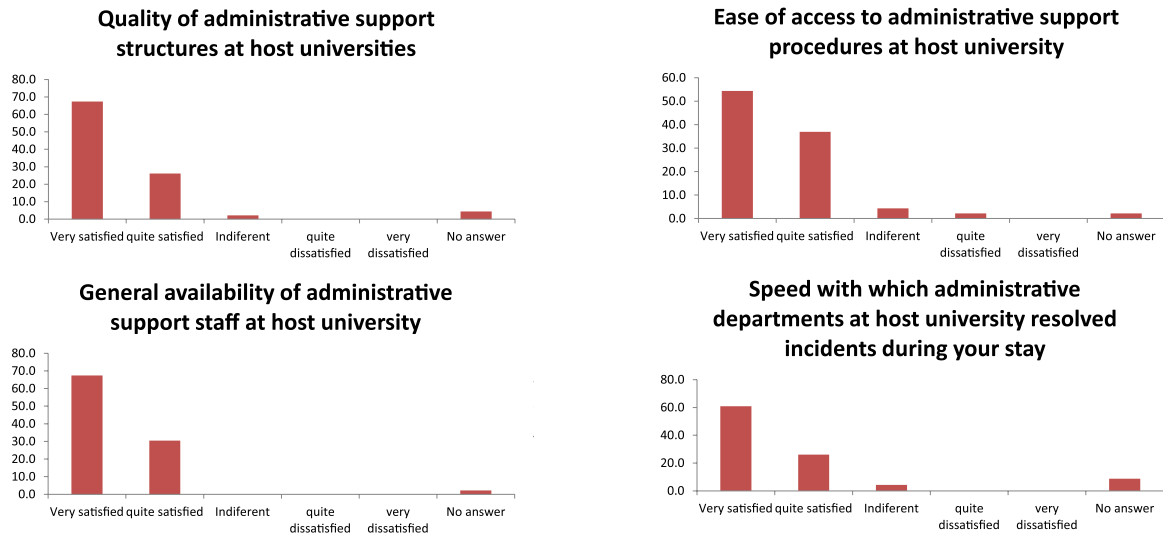 Quality of administrative support
structures at host universities
80.0
70.0
60.0
50.0
40.0
30.0
20.0
10.0
0.0
Very satisfied quite satisfied Indiferent quite very No answer
dissatisfied dissatisfied
Ease of access to administrative support
procedures at host university
60.0
50.0
40.0
30.0
20.0
10.0
0.0
Very satisfied quite satisfied Indiferent quite very No answer
dissatisfied dissatisfied
General availability of administrative
support staff at host university
80.0
70.0
60.0
50.0
40.0
30.0
20.0
10.0
0.0
Very satisfied quite satisfied Indiferent quite very No answer
dissatisfied dissatisfied
Speed with which administrative
departments at host university resolved
incidents during your stay
80.0
60.0
40.0
20.0
0.0
Very satisfied quite satisfied Indiferent quite very No answer
dissatisfied dissatisfied